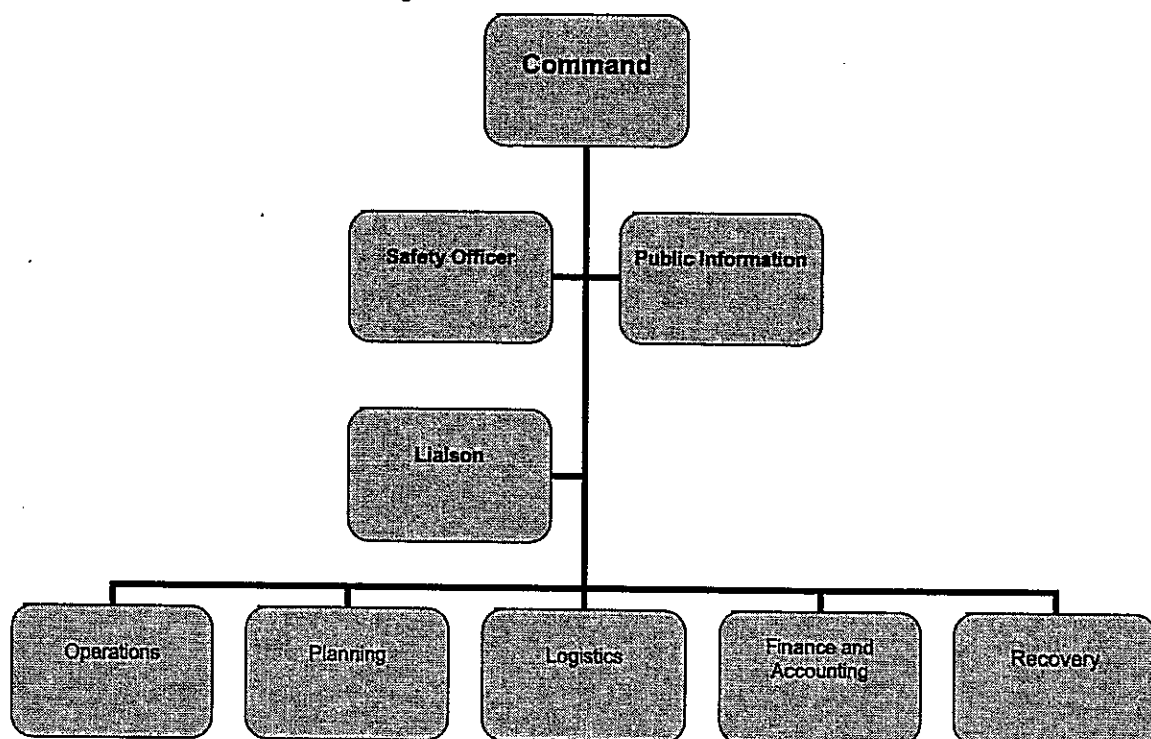 Command
Safety Officer
Public Information
Liaison
Operations
Planning
Logistics
Finance and
Accounting
Recovery